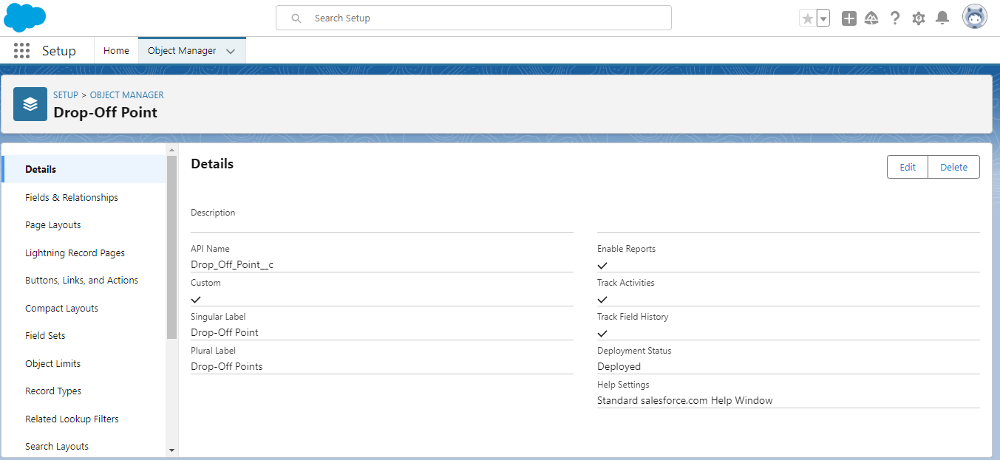 Search Setup
Setup
Home
Object Manager
SETUP > OBJECT MANAGER
Drop-Off Point
Details
Fields & Relationships
Page Layouts
Lightning Record Pages
Buttons, Links, and Actions
Compact Layouts
Field Sets
Object Limits
Record Types
Related Lookup Filters
Search Layouts
Details
Edit
Delete
Description
API Name
Drop_Off_Point__c
Custom
Singular Label
Drop-Off Point
Plural Label
Drop-Off Points
Enable Reports
Track Activities
Track Field History
Deployment Status
Deployed
Help Settings
Standard salesforce.com Help Window